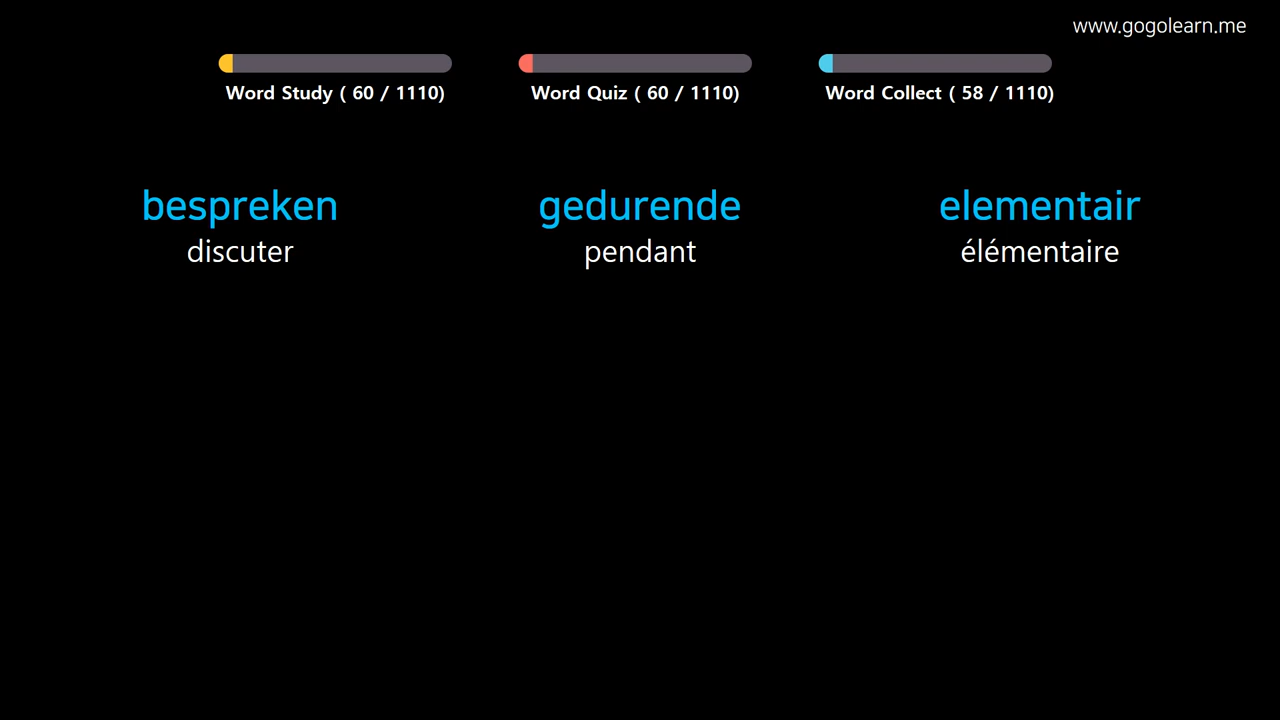 www.gogolearn.me
Word Study ( 60 / 1110)
Word Quiz ( 60 / 1110)
Word Collect ( 58 / 1110)
bespreken
discuter
gedurende
pendant
elementair
élémentaire